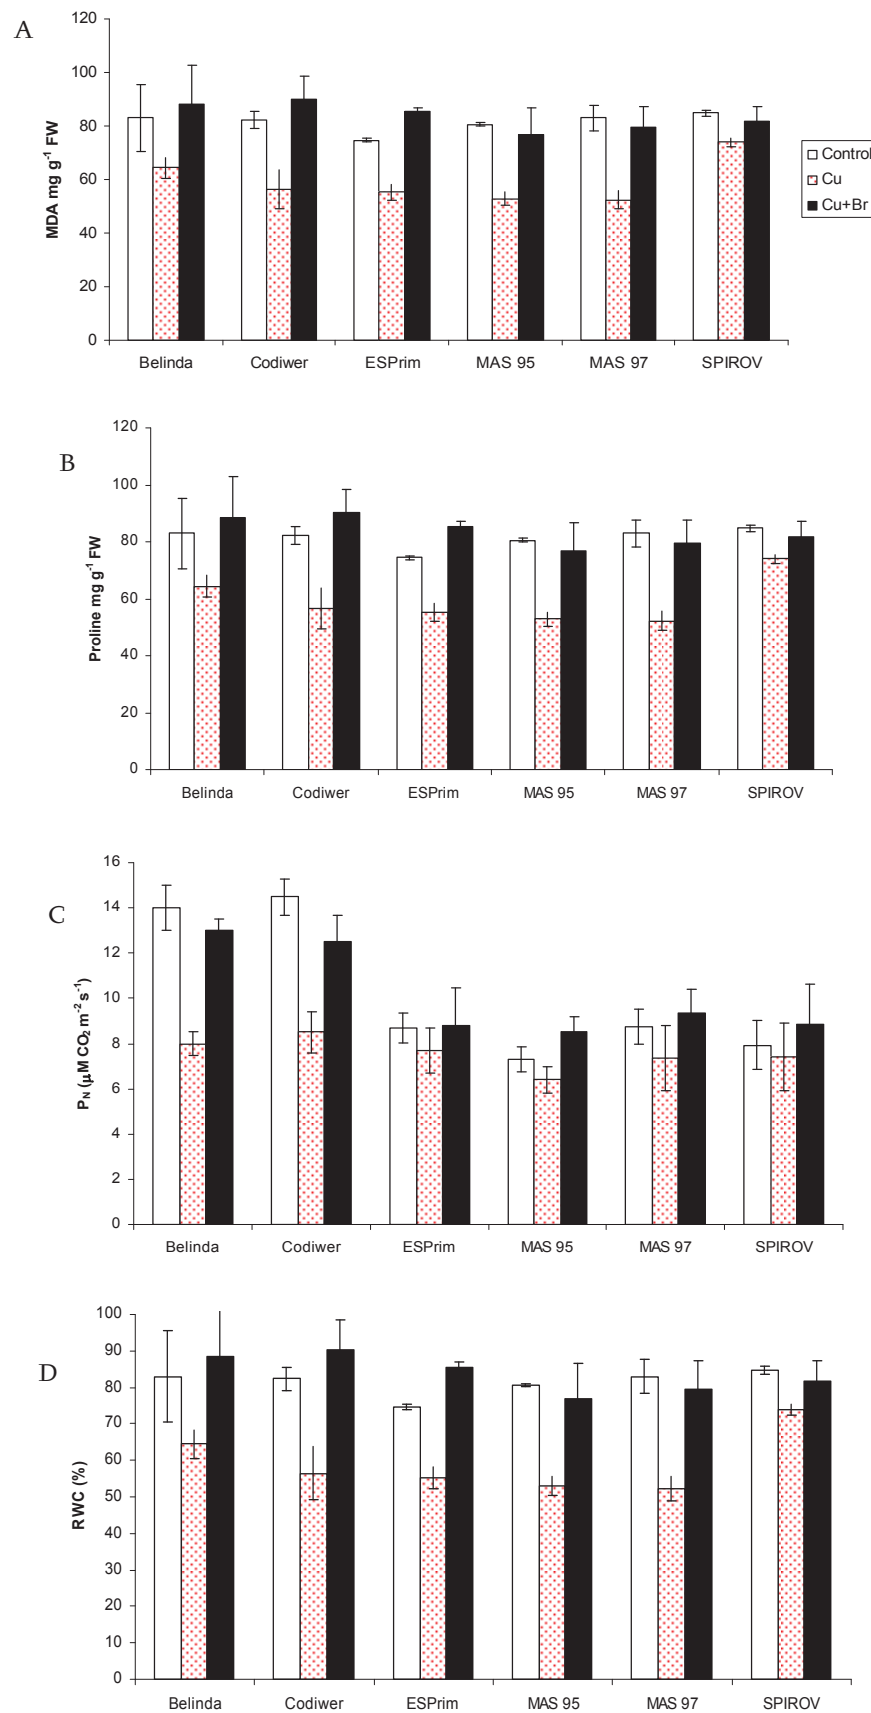 A
120
100
80
60
40
20
0
MDA mg g⁻¹ FW
Belinda Codiwer ESPrim MAS 95 MAS 97 SPIROV
Control
Cu
Cu+Br
B
120
100
80
60
40
20
0
Proline mg g⁻¹ FW
Belinda Codiwer ESPrim MAS 95 MAS 97 SPIROV
C
16
14
12
10
8
6
4
2
0
P_N (µM CO₂ m⁻² s⁻¹)
Belinda Codiwer ESPrim MAS 95 MAS 97 SPIROV
D
100
90
80
70
60
50
40
30
20
10
0
RWC (%)
Belinda Codiwer ESPrim MAS 95 MAS 97 SPIROV